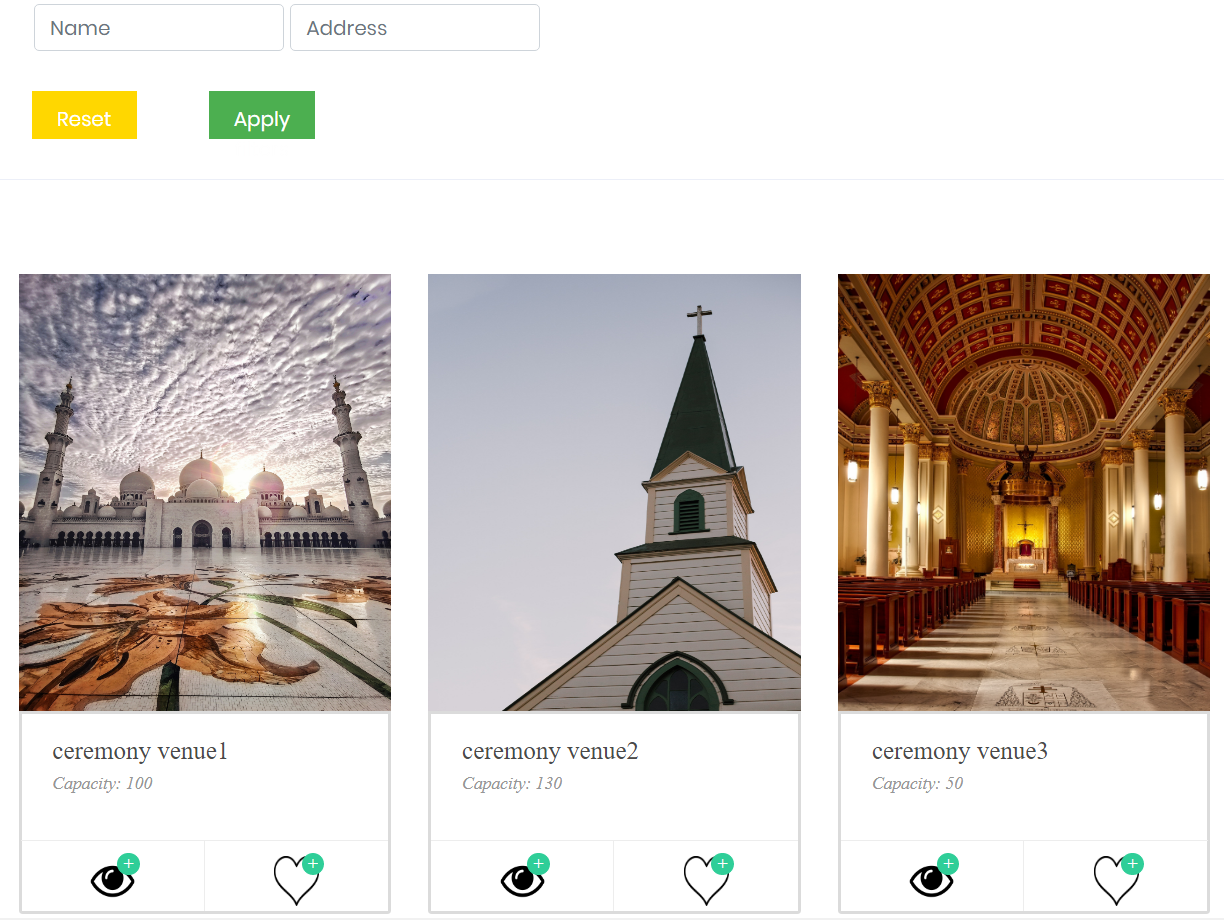 Name
Address
Reset
Apply
ceremony venue1
Capacity: 100
ceremony venue2
Capacity: 130
ceremony venue3
Capacity: 50
+
+
+
+
+
+